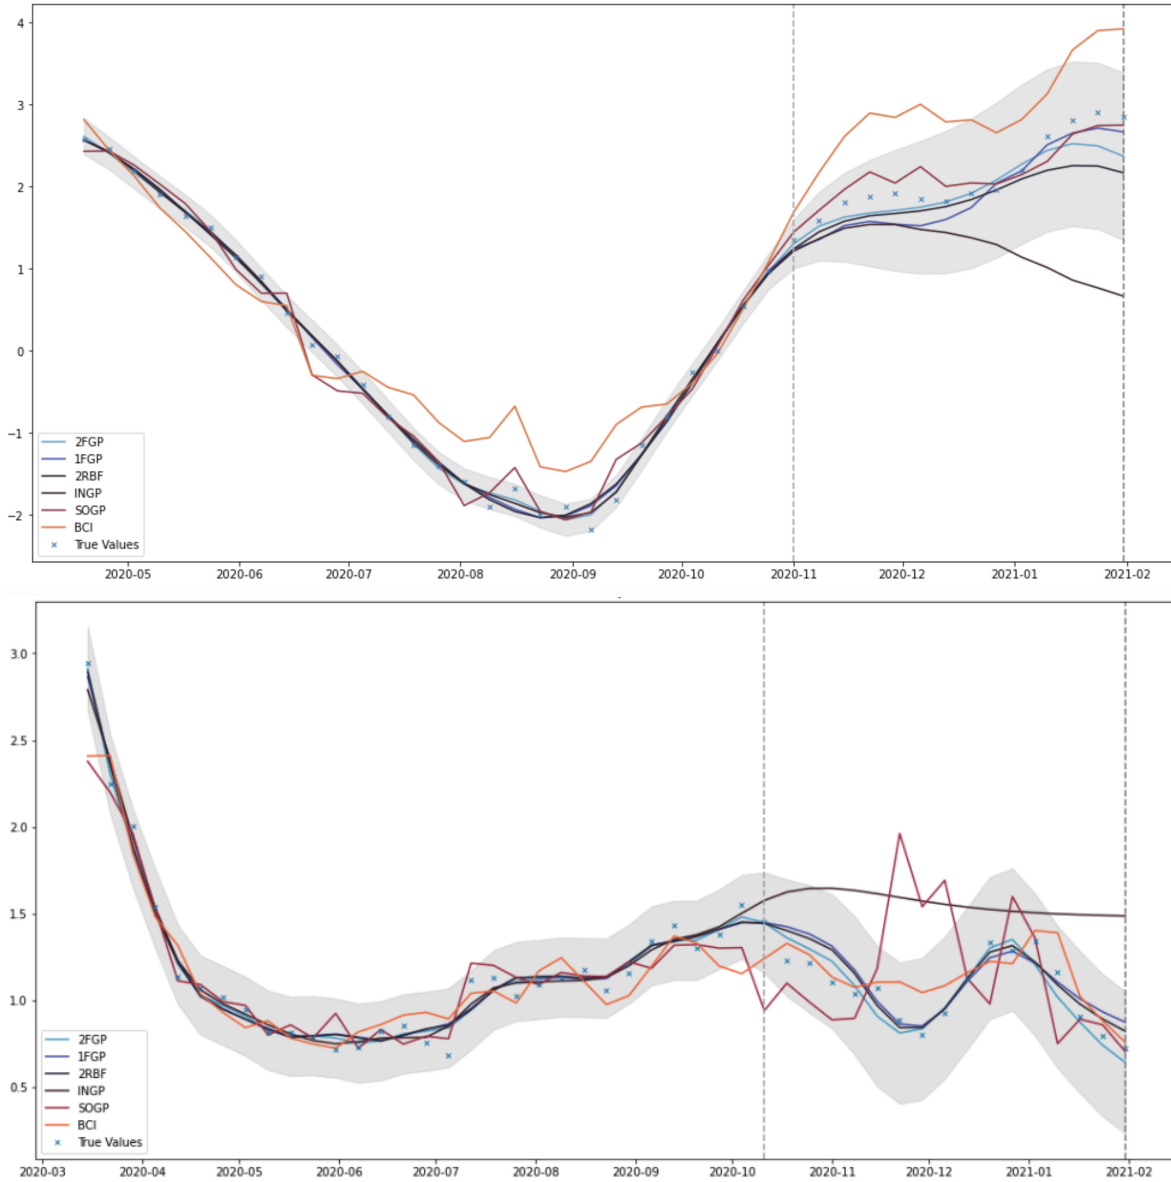 4
3
2
1
0
−1
−2
2FGP
1FGP
2RBF
INGP
SOGP
BCI
True Values
2020-05 2020-06 2020-07 2020-08 2020-09 2020-10 2020-11 2020-12 2021-01 2021-02
3.0
2.5
2.0
1.5
1.0
0.5
2FGP
1FGP
2RBF
INGP
SOGP
BCI
True Values
2020-03 2020-04 2020-05 2020-06 2020-07 2020-08 2020-09 2020-10 2020-11 2020-12 2021-01 2021-02